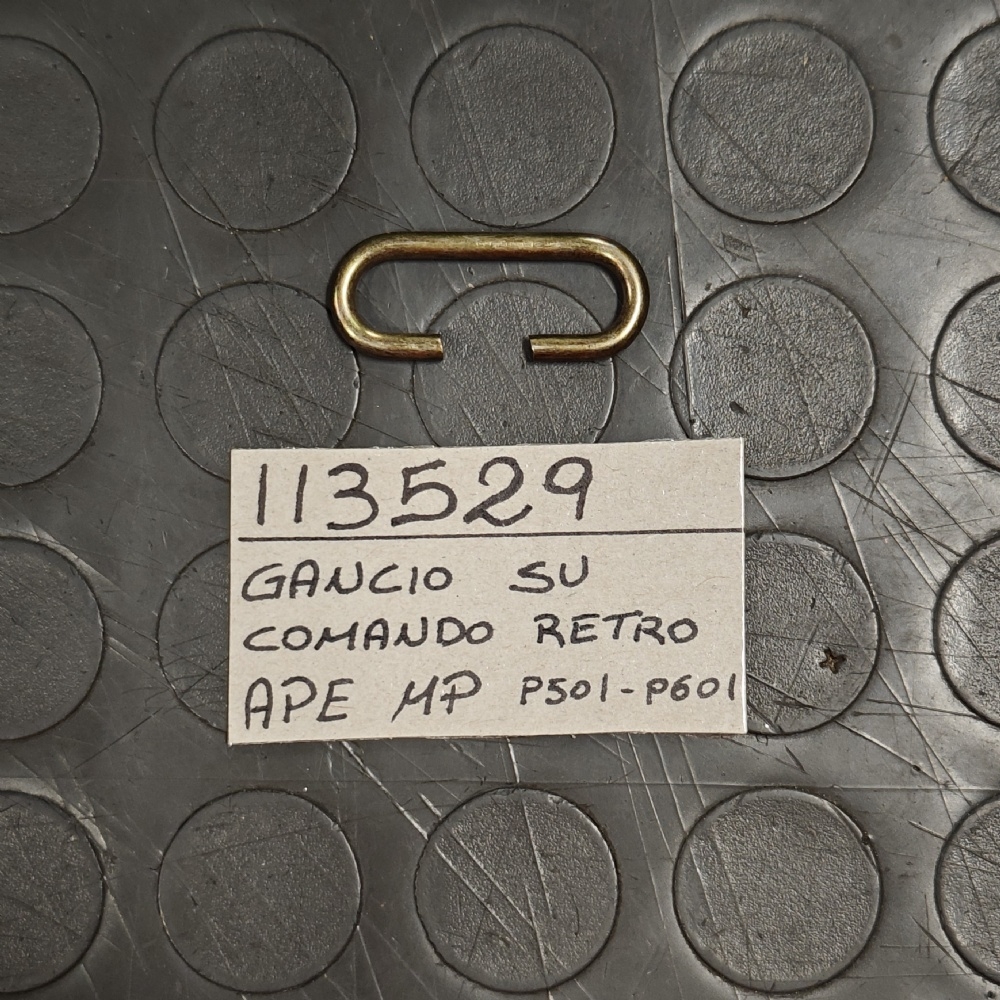 113529
GANCIO SU
COMANDO RETRO
APE MP P501-P601